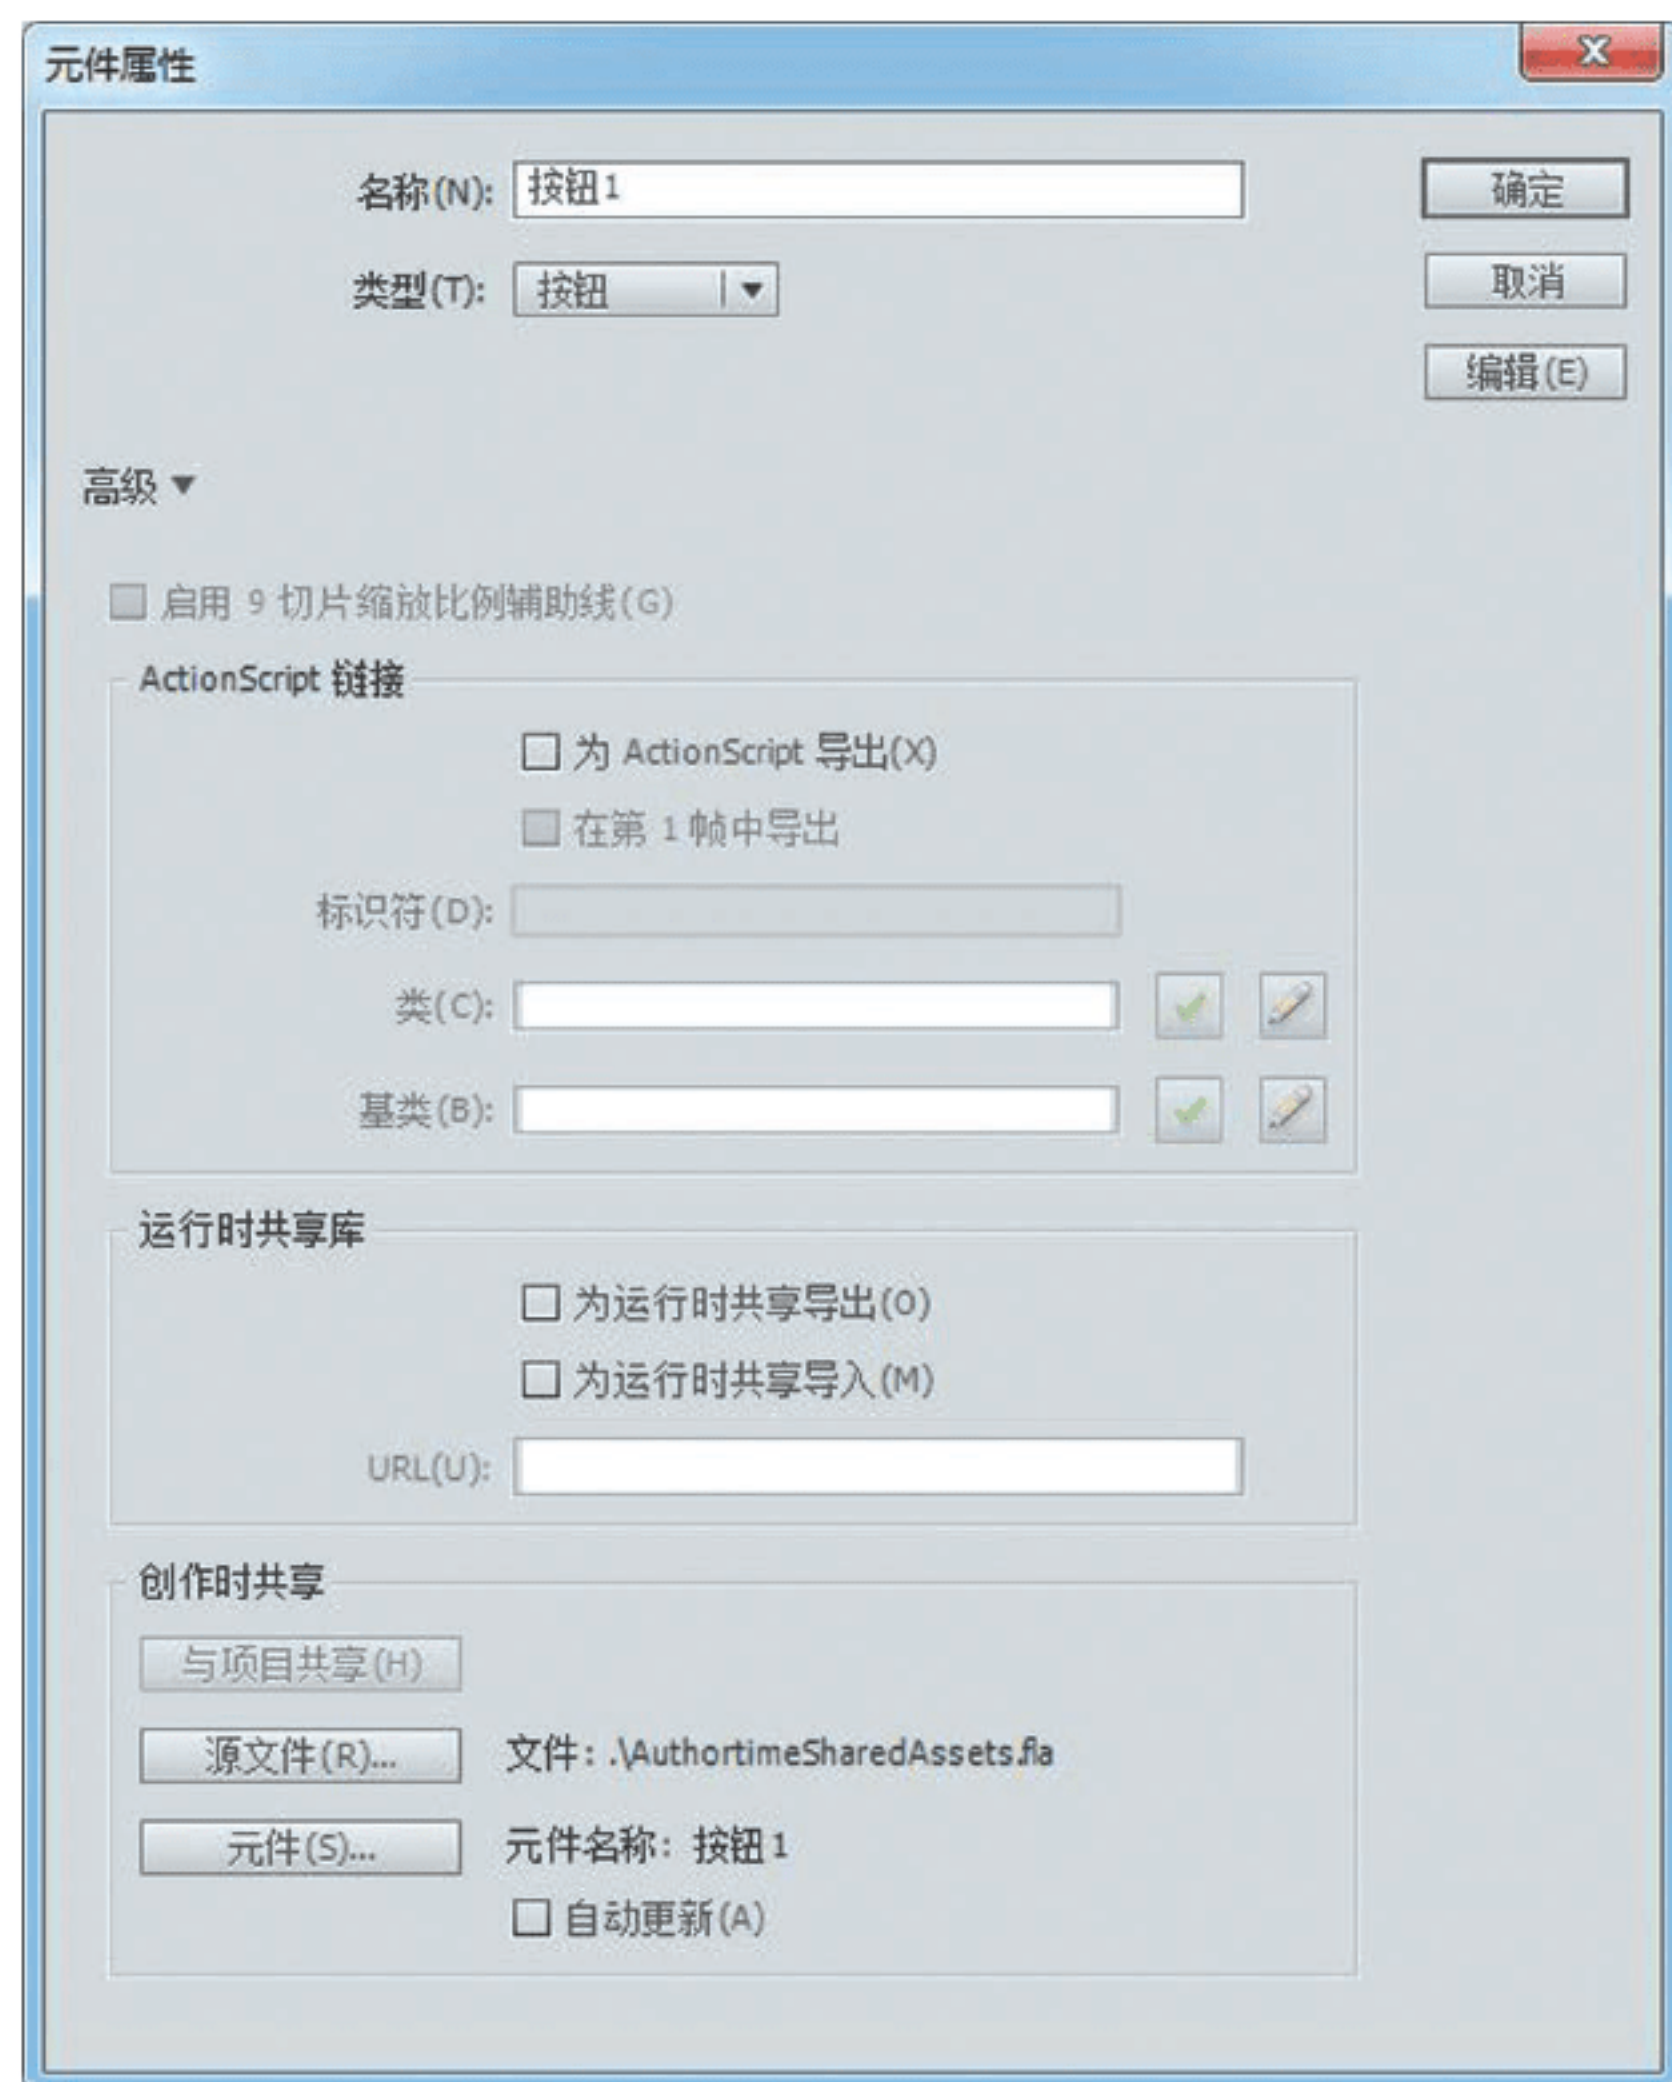 元件属性
名称(N): 按钮1
确定
类型(T): 按钮
取消
编辑(E)
高级
启用 9 切片缩放比例辅助线(G)
ActionScript 链接
为 ActionScript 导出(X)
在第 1 帧中导出
标识符(D):
类(C):
基类(B):
运行时共享库
为运行时共享导出(O)
为运行时共享导入(M)
URL(U):
创作时共享
与项目共享(H)
源文件(R)... 文件: .\AuthortimeSharedAssets.fla
元件(S)... 元件名称: 按钮1
自动更新(A)